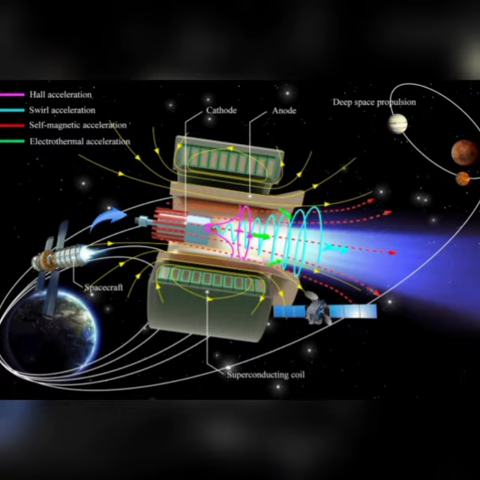 Hall acceleration
Swirl acceleration
Self-magnetic acceleration
Electrothermal acceleration
Cathode
Anode
Deep space propulsion
Spacecraft
Superconducting coil